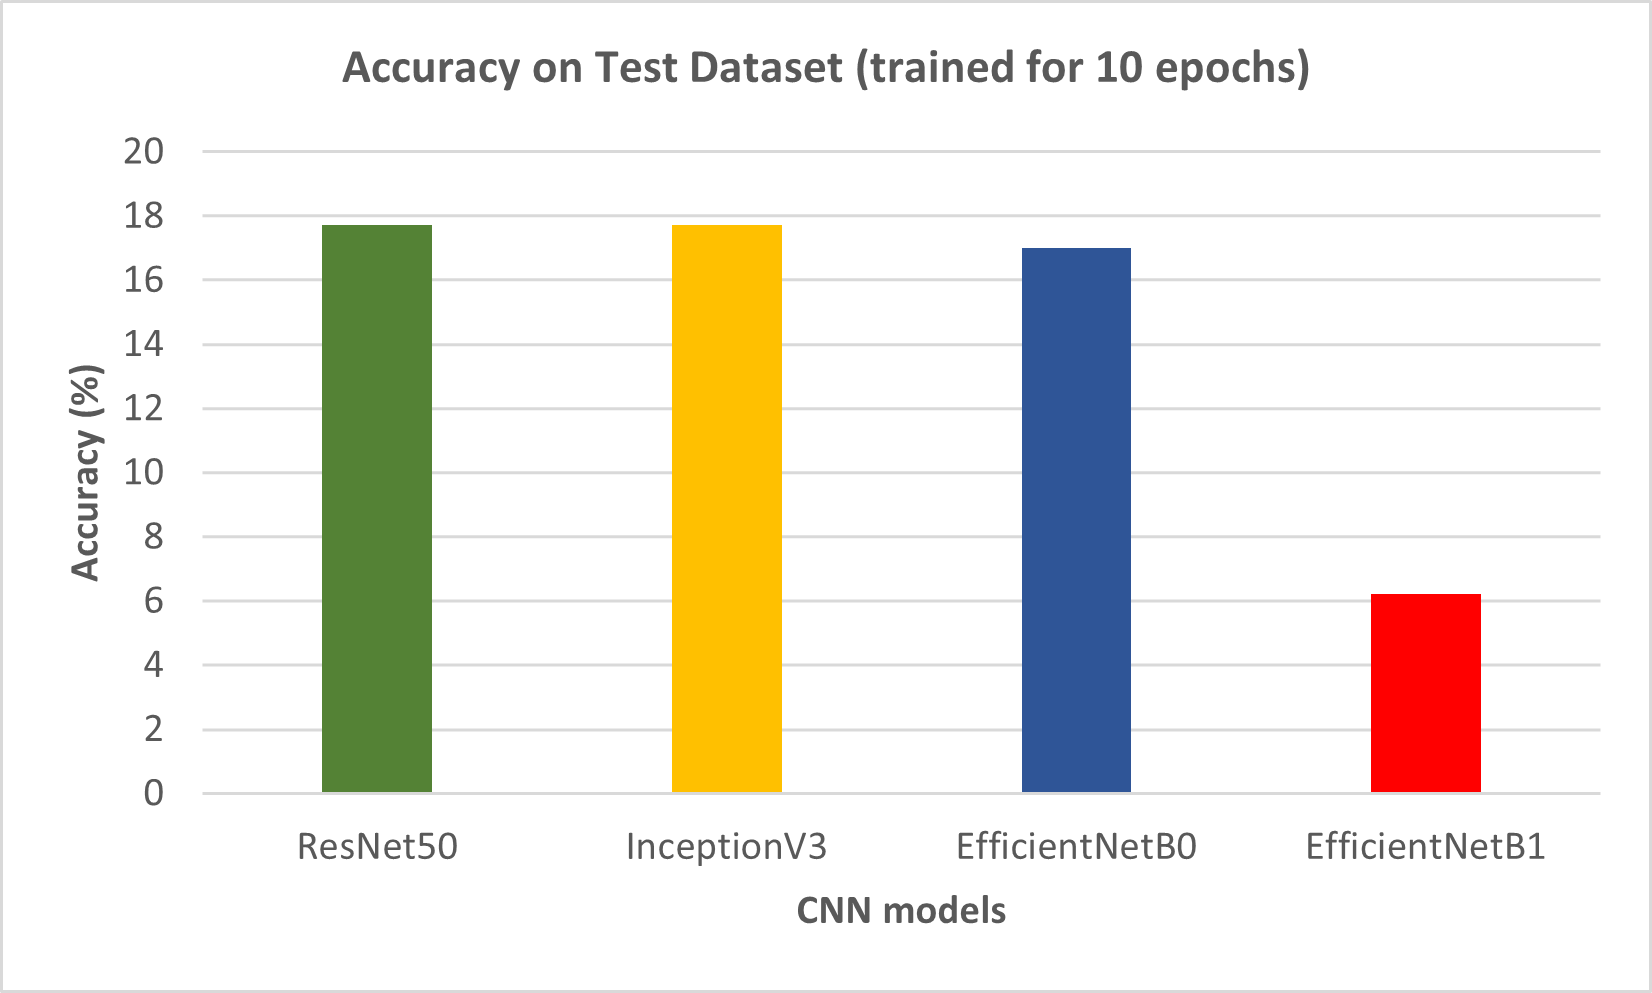 Accuracy on Test Dataset (trained for 10 epochs)
20
18
16
14
12
10
8
6
4
2
0
Accuracy (%)
ResNet50 InceptionV3 EfficientNetB0 EfficientNetB1
CNN models